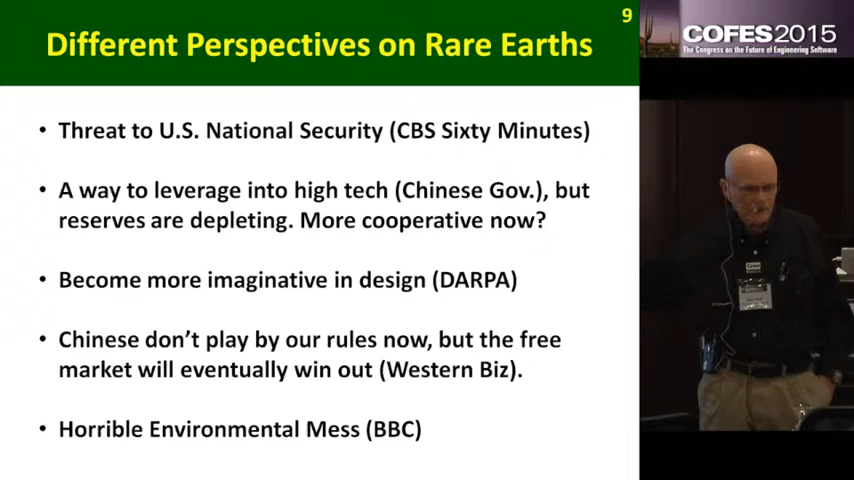 9
Different Perspectives on Rare Earths
COFES2015
The Congress on the Future of Engineering Software
• Threat to U.S. National Security (CBS Sixty Minutes)
• A way to leverage into high tech (Chinese Gov.), but
reserves are depleting. More cooperative now?
• Become more imaginative in design (DARPA)
• Chinese don’t play by our rules now, but the free
market will eventually win out (Western Biz).
• Horrible Environmental Mess (BBC)